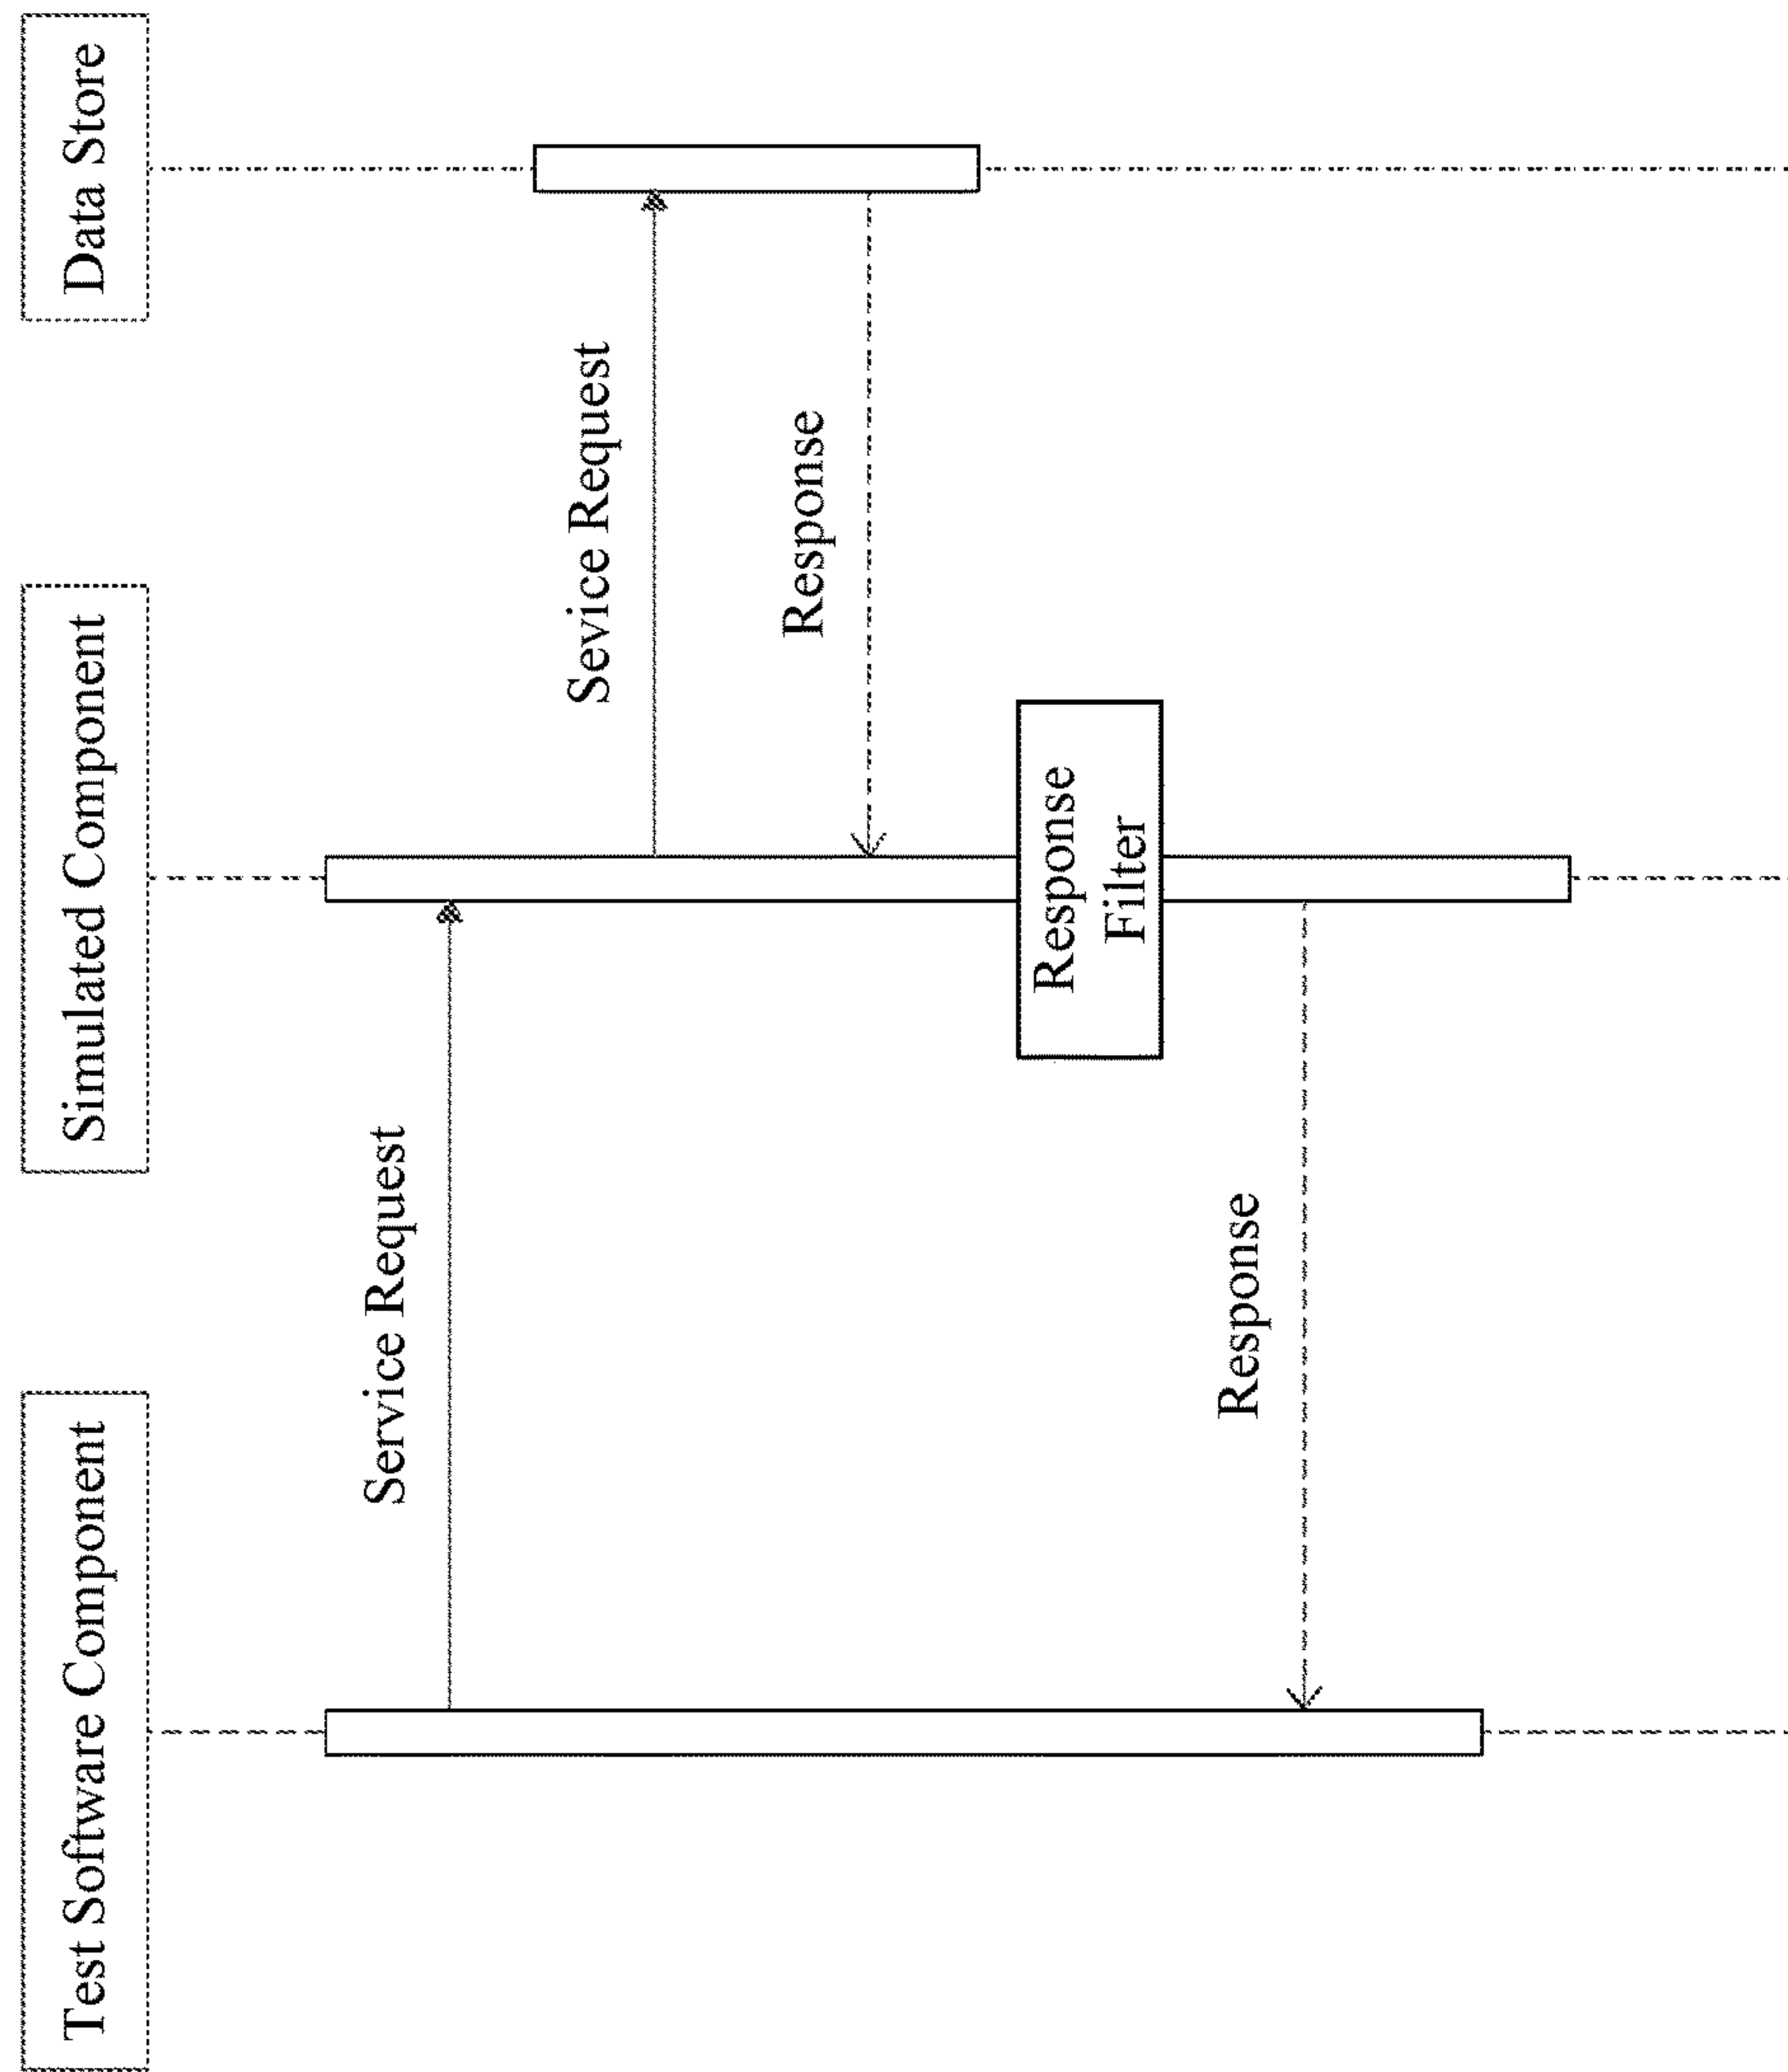 Test Software Component
Simulated Component
Data Store
Service Request
Sevice Request
Response
Response
Filter
Response